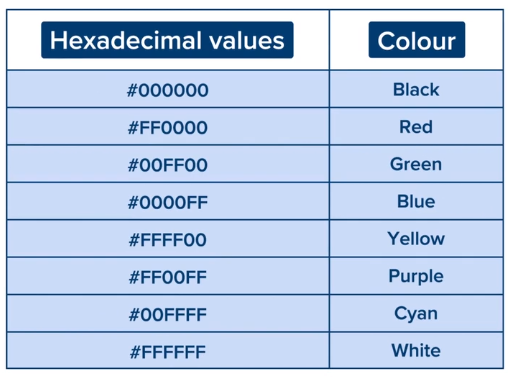 Hexadecimal values Colour
#000000 Black
#FF0000 Red
#00FF00 Green
#0000FF Blue
#FFFF00 Yellow
#FF00FF Purple
#00FFFF Cyan
#FFFFFF White